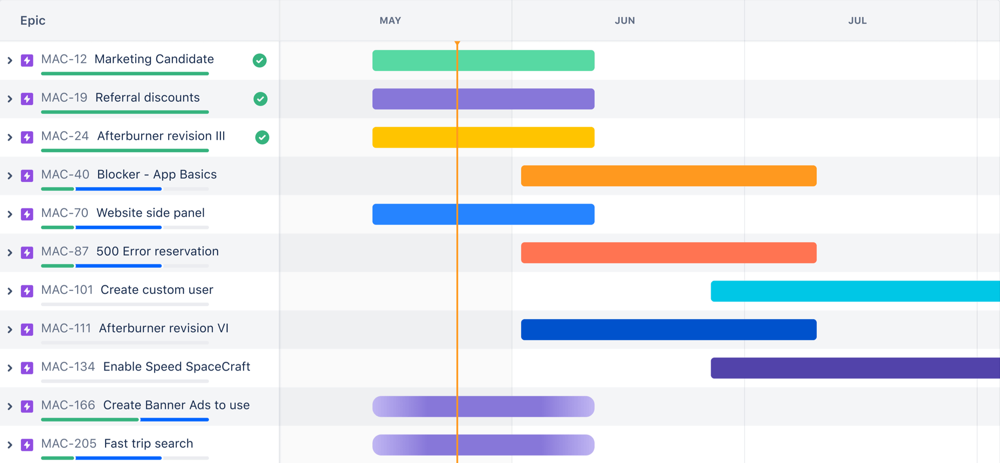 Epic MAY JUN JUL
MAC-12 Marketing Candidate
MAC-19 Referral discounts
MAC-24 Afterburner revision III
MAC-40 Blocker - App Basics
MAC-70 Website side panel
MAC-87 500 Error reservation
MAC-101 Create custom user
MAC-111 Afterburner revision VI
MAC-134 Enable Speed SpaceCraft
MAC-166 Create Banner Ads to use
MAC-205 Fast trip search